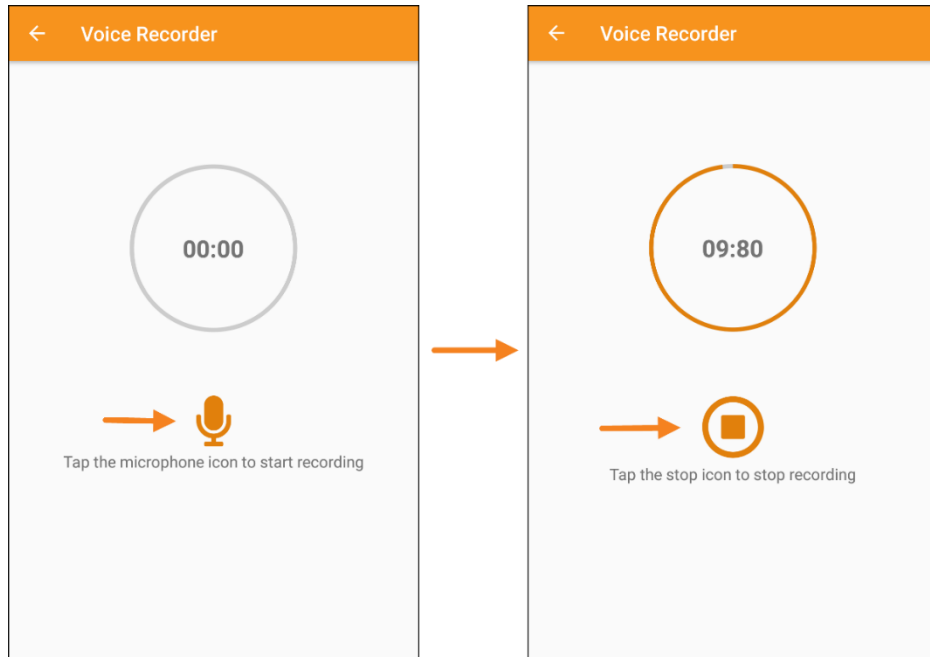 Voice Recorder
00:00
Tap the microphone icon to start recording
Voice Recorder
09:80
Tap the stop icon to stop recording